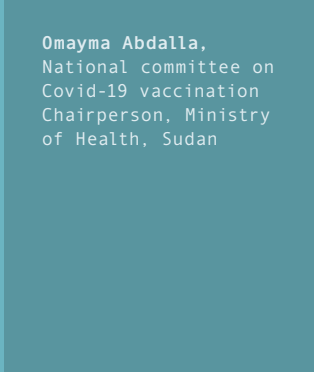 Omayma Abdalla,
National committee on
Covid-19 vaccination
Chairperson, Ministry
of Health, Sudan